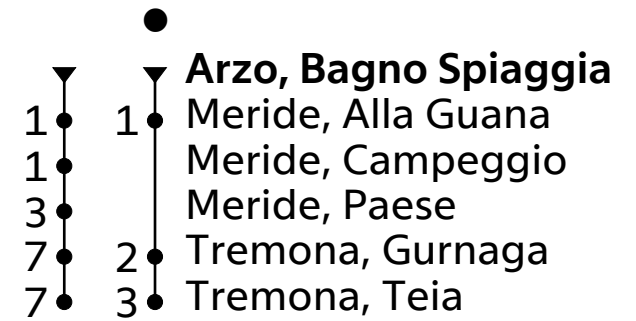 Arzo, Bagno Spiaggia
1 1 Meride, Alla Guana
1 Meride, Campeggio
3 Meride, Paese
7 2 Tremona, Gurnaga
7 3 Tremona, Teia